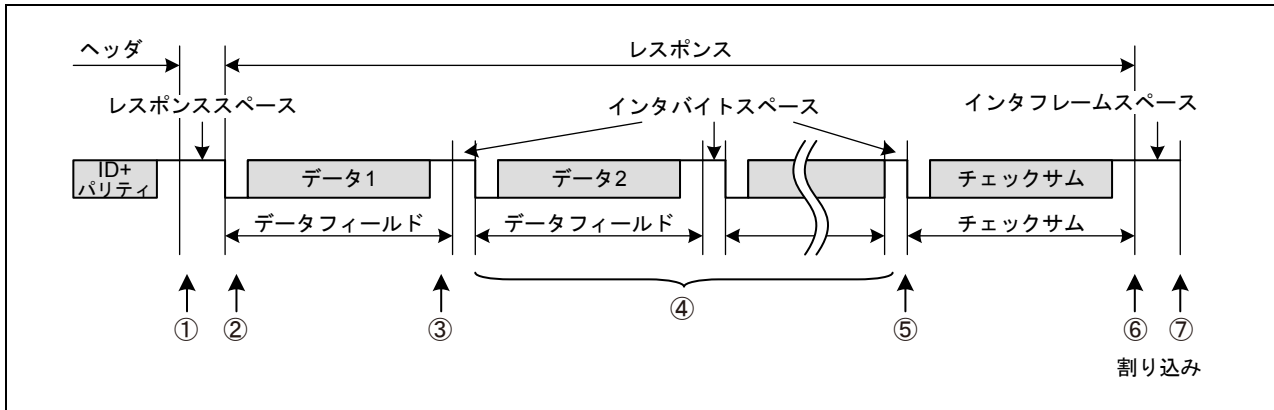 ヘッダ
レスポンス
レスポンススペース
インタバイトスペース
インタフレームスペース
ID+
パリティ
データ1
データ2
チェックサム
データフィールド
データフィールド
チェックサム
①
②
③
④
⑤
⑥
⑦
割り込み